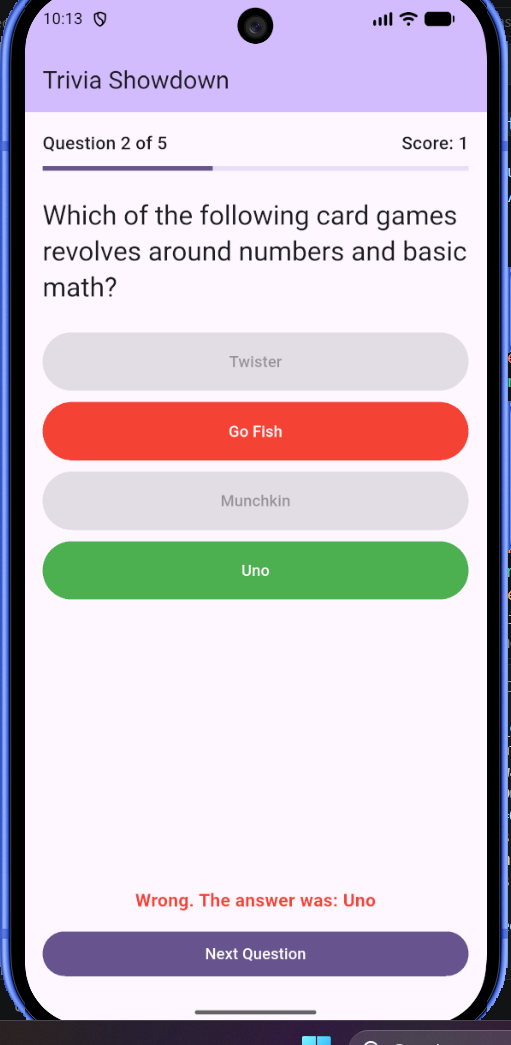 10:13
Trivia Showdown
Question 2 of 5 Score: 1
Which of the following card games
revolves around numbers and basic
math?
Twister
Go Fish
Munchkin
Uno
Wrong. The answer was: Uno
Next Question